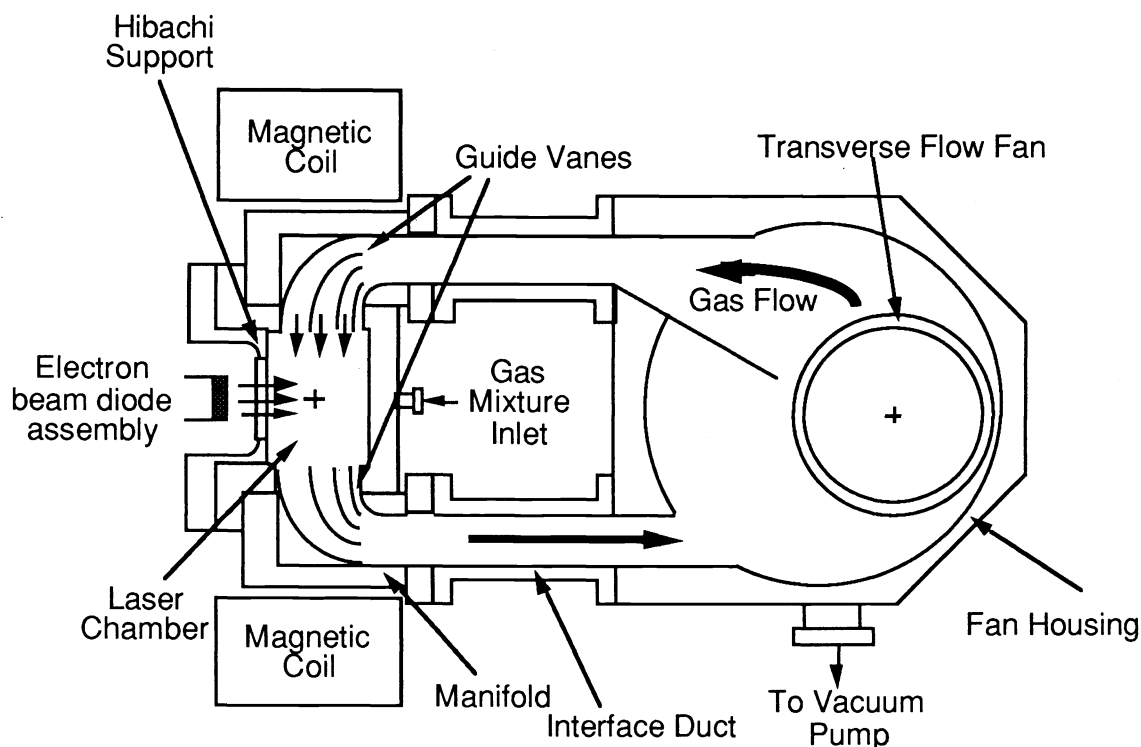 Hibachi
Support
Magnetic
Coil
Guide Vanes
Transverse Flow Fan
Gas Flow
Electron
beam diode
assembly
Gas
Mixture
Inlet
Laser
Chamber
Magnetic
Coil
Manifold
Interface Duct
Fan Housing
To Vacuum
Pump